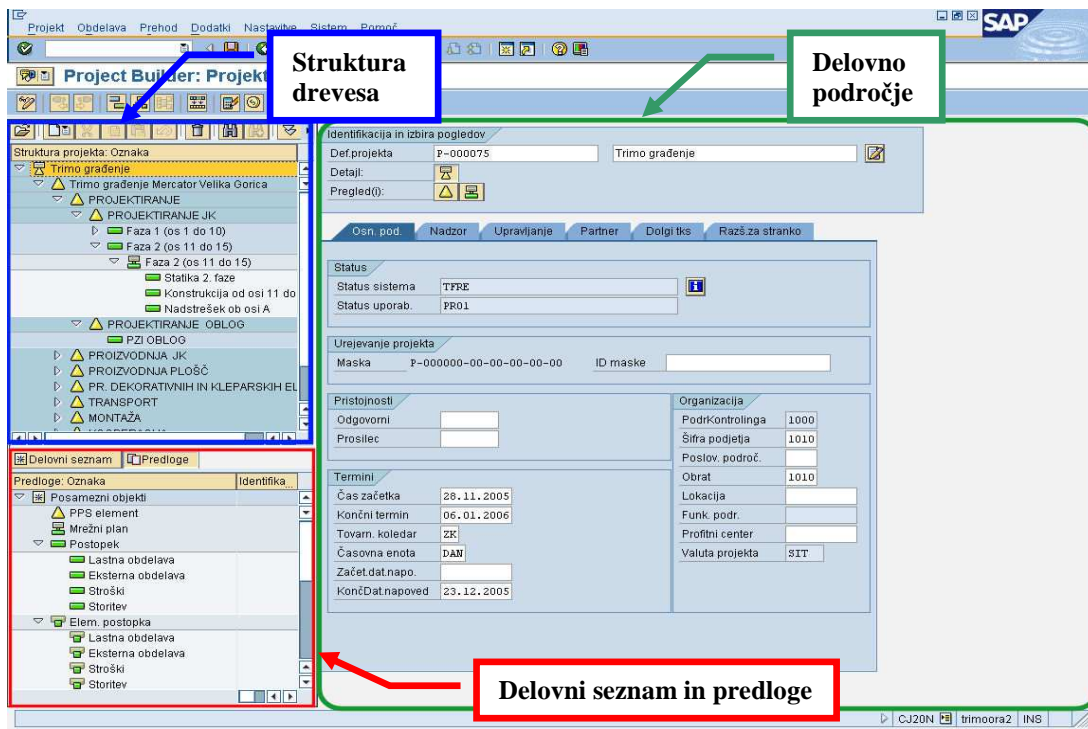 Projekt Obdelava Prehod Dodatki Nastavitve Sistem Pomoč
SAP
Struktura
drevesa
Delovno
področje
Project Builder: Projekt
Struktura projekta: Oznaka
Trimo građenje
Trimo građenje Mercator Velika Gorica
PROJEKTIRANJE
PROJEKTIRANJE JK
Faza 1 (os 1 do 10)
Faza 2 (os 11 do 15)
Faza 2 (os 11 do 15)
Statika 2. faze
Konstrukcija od osi 11 do
Nadstrešek ob osi A
PROJEKTIRANJE OBLOG
PZI OBLOG
PROIZVODNJA JK
PROIZVODNJA PLOŠČ
PR. DEKORATIVNIH IN KLEPARSKIH EL
TRANSPORT
MONTAŽA
Delovni seznam Predloge
Predloge: Oznaka Identifika...
Posamezni objekti
PPS element
Mrežni plan
Postopek
Lastna obdelava
Eksterna obdelava
Stroški
Storitev
Elem. postopka
Lastna obdelava
Eksterna obdelava
Stroški
Storitev
Identifikacija in izbira pogledov
Def.projekta P-000075 Trimo građenje
Detajl:
Pregled(i):
Osn. pod. Nadzor Upravljanje Partner Dolgi tks Razš.za stranko
Status
Status sistema TFRE
Status uporab. PR01
Urejevanje projekta
Maska P-000000-00-00-00-00-00 ID maske
Pristojnosti
Odgovorni
Prosilec
Termini
Čas začetka 28.11.2005
Končni termin 06.01.2006
Tovarn. koledar ZK
Časovna enota DAN
Začet.dat.napo.
KončDat.napoved 23.12.2005
Organizacija
PodrKontrolinga 1000
Šifra podjetja 1010
Poslov. področ.
Obrat 1010
Lokacija
Funk. podr.
Profitni center
Valuta projekta SIT
Delovni seznam in predloge
CJ20N trimoora2 INS